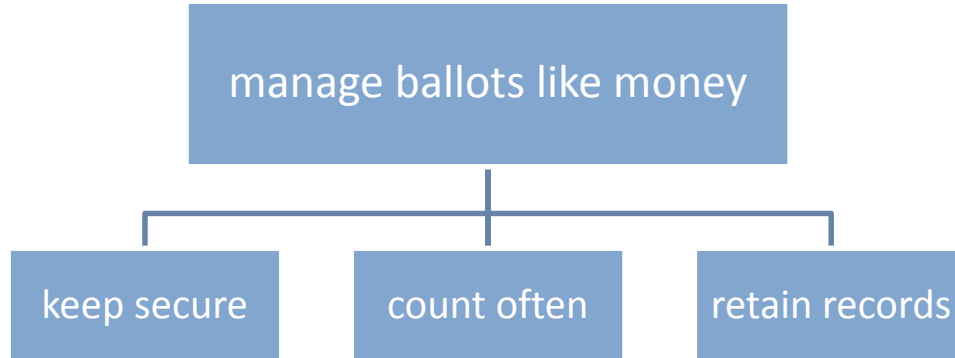 manage ballots like money
keep secure
count often
retain records